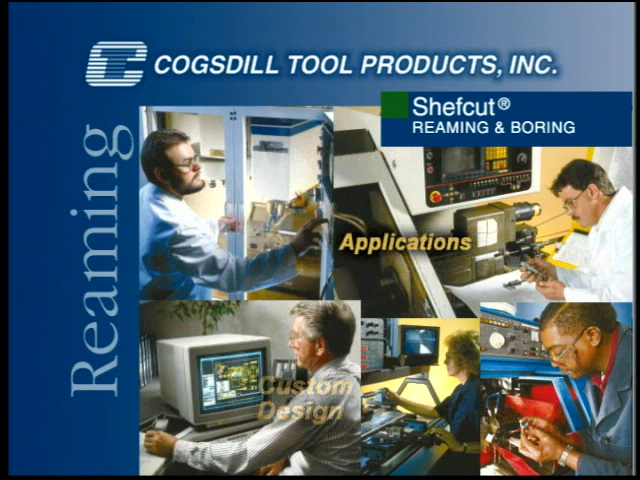 COGSDILL TOOL PRODUCTS, INC.
Shefcut®
REAMING & BORING
Reaming
Applications
Custom
Design